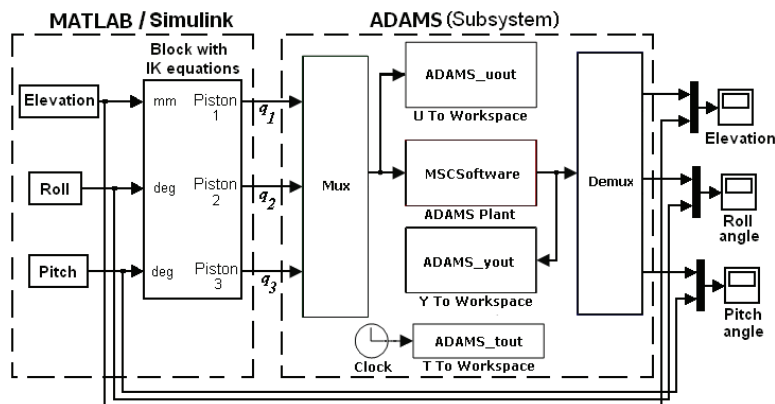 MATLAB / Simulink
ADAMS (Subsystem)
Block with
IK equations
Elevation
Roll
Pitch
mm
deg
deg
Piston
1
Piston
2
Piston
3
q1
q2
q3
Mux
ADAMS_uout
U To Workspace
MSCSoftware
ADAMS Plant
ADAMS_yout
Y To Workspace
Clock
ADAMS_tout
T To Workspace
Demux
Elevation
Roll
angle
Pitch
angle